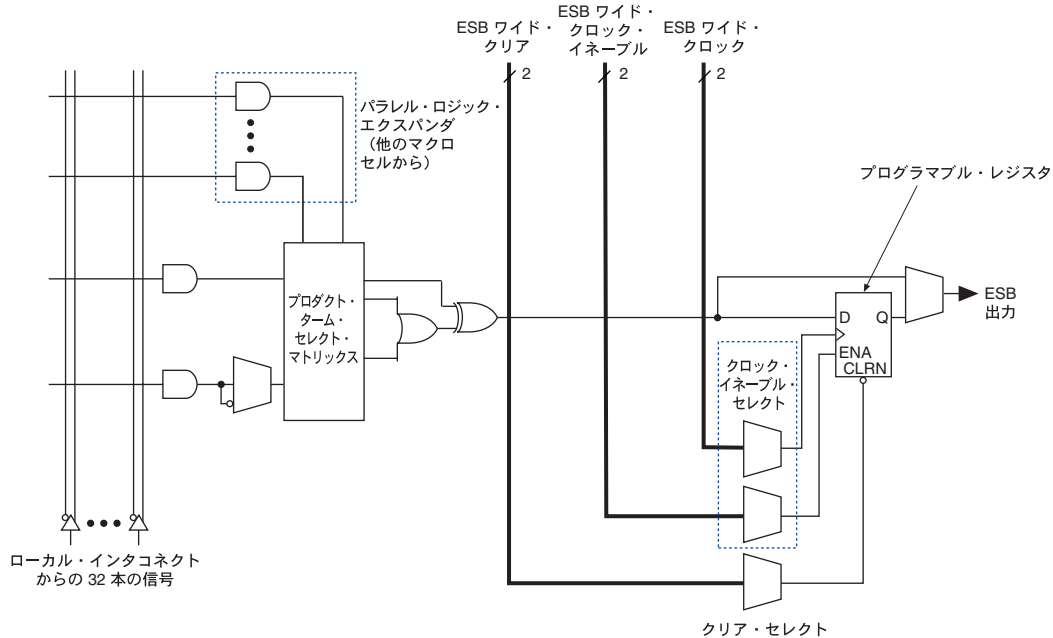 ESB ワイド・
クリア
2
ESB ワイド・
クロック・
イネーブル
2
ESB ワイド・
クロック
2
パラレル・ロジック・
エクスパンダ
（他のマクロ
セルから）
プログラマブル・レジスタ
プロダクト・
ターム・
セレクト・
マトリックス
D
Q
ENA
CLRN
ESB
出力
クロック・
イネーブル・
セレクト
ローカル・インタコネクト
からの 32 本の信号
クリア・セレクト